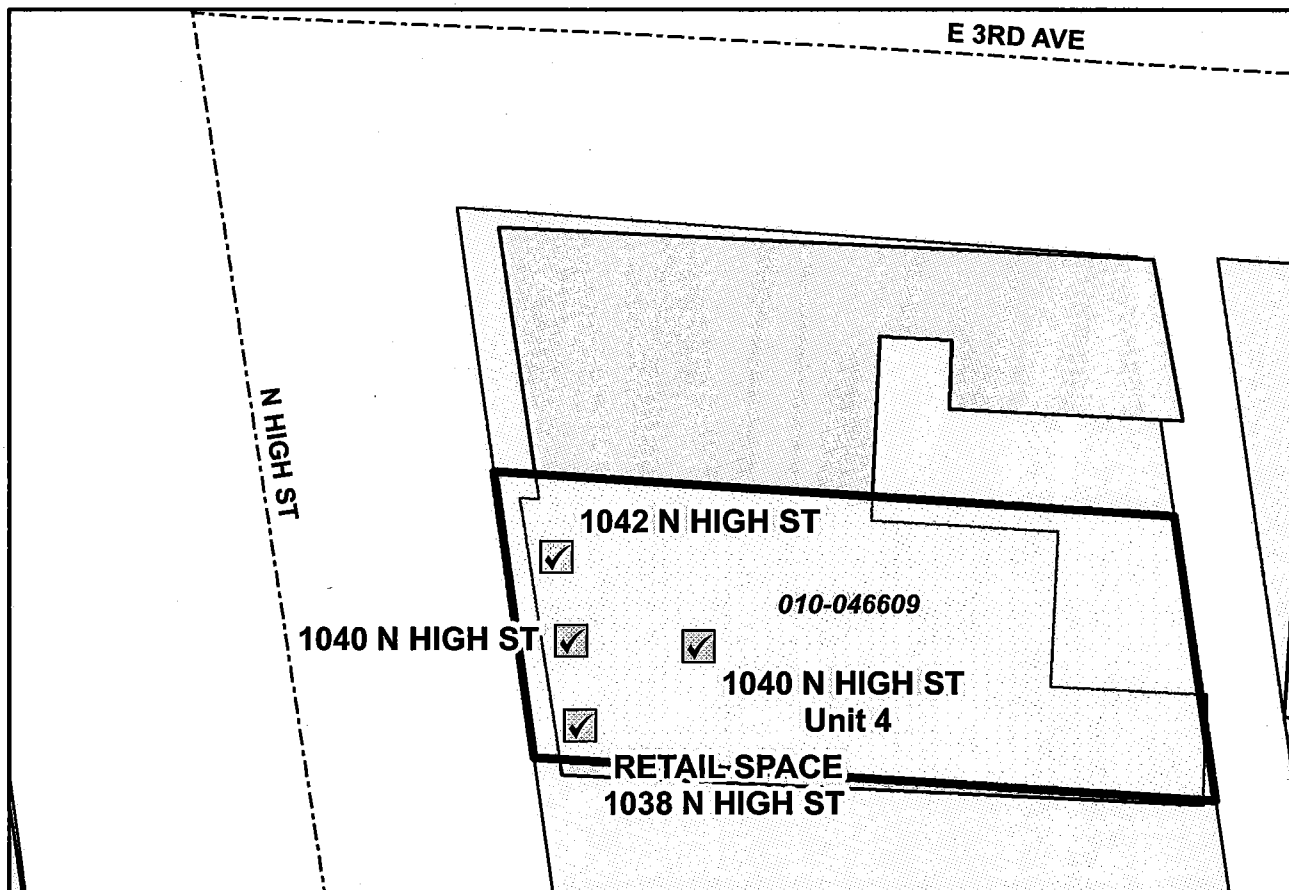 E 3RD AVE
N HIGH ST
1042 N HIGH ST
010-046609
1040 N HIGH ST
1040 N HIGH ST
Unit 4
RETAIL SPACE
1038 N HIGH ST